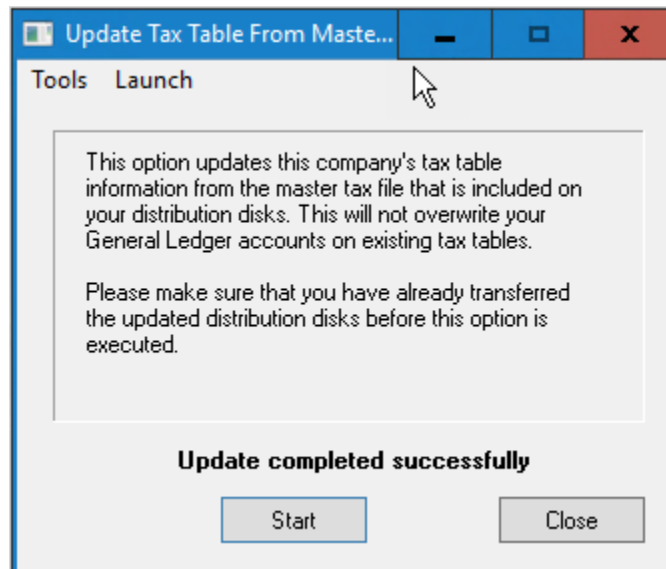 Update Tax Table From Maste...
Tools Launch
This option updates this company's tax table
information from the master tax file that is included on
your distribution disks. This will not overwrite your
General Ledger accounts on existing tax tables.
Please make sure that you have already transferred
the updated distribution disks before this option is
executed.
Update completed successfully
Start Close